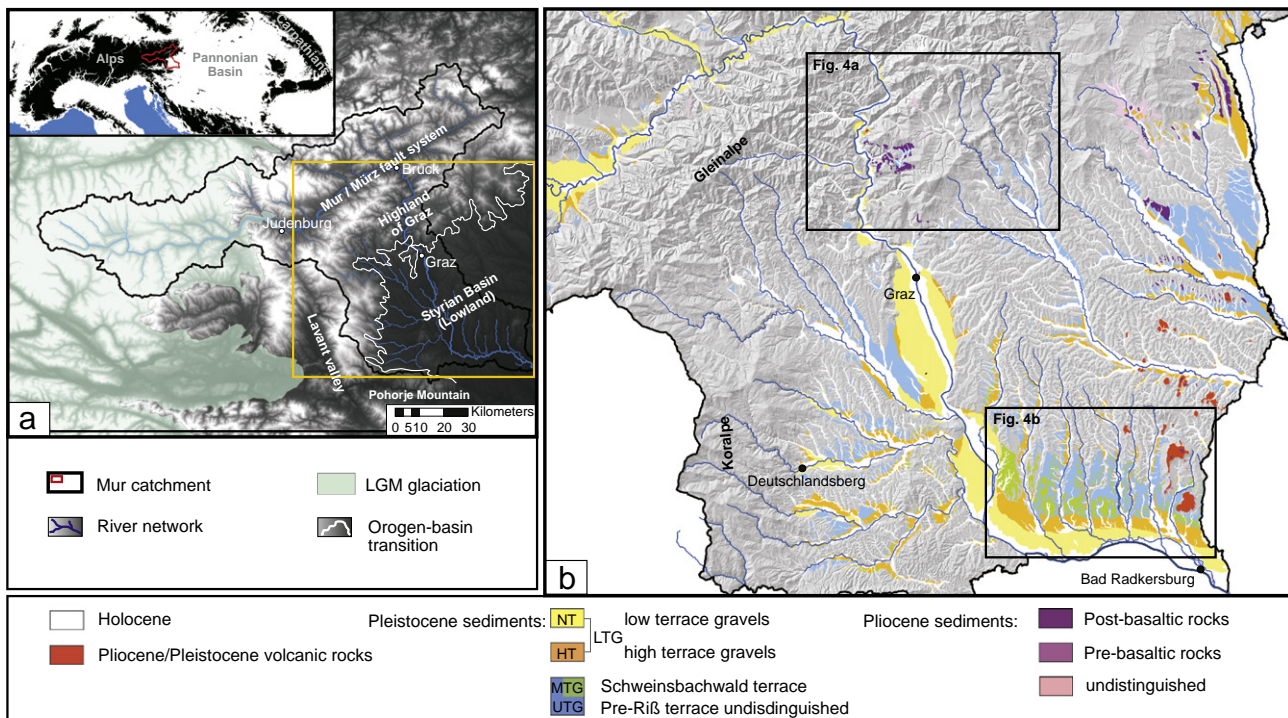 Alps
Pannonian
Basin
Carpathians
Mur / Mürz fault system
Bruck
Judenburg
Highland
of Graz
Graz
Styrian Basin
(Lowland)
Lavant valley
Pohorje Mountain
Kilometers
0 510 20 30
a
Mur catchment
LGM glaciation
River network
Orogen-basin
transition
Fig. 4a
Gleinalpe
Graz
Koralpe
Deutschlandsberg
Fig. 4b
Bad Radkersburg
b
Holocene
Pliocene/Pleistocene volcanic rocks
Pleistocene sediments:
NT
low terrace gravels
LTG
HT
high terrace gravels
MTG
Schweinsbachwald terrace
UTG
Pre-Riß terrace undisdinguished
Pliocene sediments:
Post-basaltic rocks
Pre-basaltic rocks
undistinguished